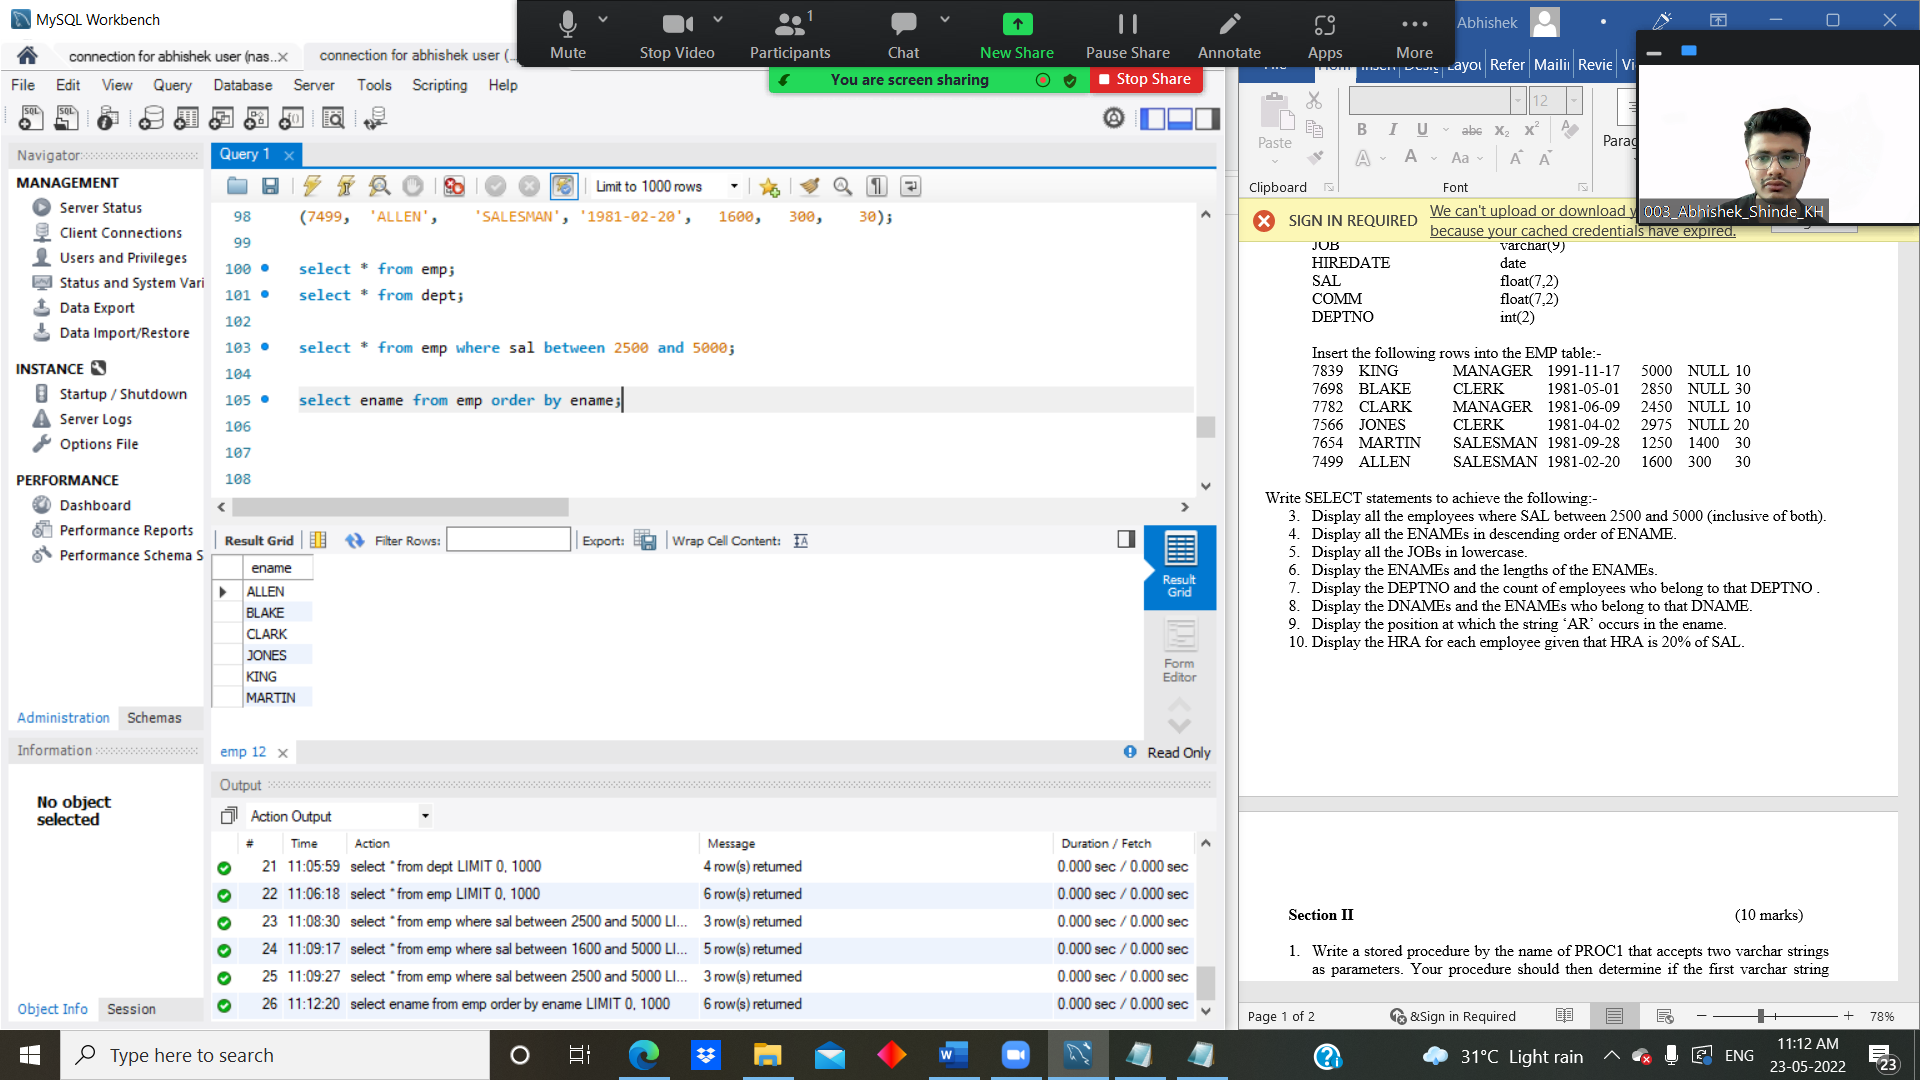 MySQL Workbench
connection for abhishek user (nas...
connection for abhishek user (...
File Edit View Query Database Server Tools Scripting Help
Mute
Stop Video
1
Participants
Chat
New Share
Pause Share
Annotate
Apps
More
You are screen sharing
Stop Share
Navigator
MANAGEMENT
Server Status
Client Connections
Users and Privileges
Status and System Vari
Data Export
Data Import/Restore
INSTANCE
Startup / Shutdown
Server Logs
Options File
PERFORMANCE
Dashboard
Performance Reports
Performance Schema S
Administration Schemas
Information
No object
selected
Object Info Session
Query 1
Limit to 1000 rows
98 (7499, 'ALLEN', 'SALESMAN', '1981-02-20', 1600, 300, 30);
99
100 select * from emp;
101 select * from dept;
102
103 select * from emp where sal between 2500 and 5000;
104
105 select ename from emp order by ename;
106
107
108
Result Grid Filter Rows: Export: Wrap Cell Content:
ename
ALLEN
BLAKE
CLARK
JONES
KING
MARTIN
Result
Grid
Form
Editor
emp 12
Read Only
Output
Action Output
# Time Action Message Duration / Fetch
21 11:05:59 select * from dept LIMIT 0, 1000 4 row(s) returned 0.000 sec / 0.000 sec
22 11:06:18 select * from emp LIMIT 0, 1000 6 row(s) returned 0.000 sec / 0.000 sec
23 11:08:30 select * from emp where sal between 2500 and 5000 LI... 3 row(s) returned 0.000 sec / 0.000 sec
24 11:09:17 select * from emp where sal between 1600 and 5000 LI... 5 row(s) returned 0.000 sec / 0.000 sec
25 11:09:27 select * from emp where sal between 2500 and 5000 LI... 3 row(s) returned 0.000 sec / 0.000 sec
26 11:12:20 select ename from emp order by ename LIMIT 0, 1000 6 row(s) returned 0.000 sec / 0.000 sec
Abhishek
Refer
Paste
Clipboard
12
B I U abc x₂ x²
A A Aa A A
Font
Parag
003_Abhishek_Shinde_KH
SIGN IN REQUIRED We can't upload or download y
because your cached credentials have expired.
JOB varchar(9)
HIREDATE date
SAL float(7,2)
COMM float(7,2)
DEPTNO int(2)
Insert the following rows into the EMP table:-
7839 KING MANAGER 1991-11-17 5000 NULL 10
7698 BLAKE CLERK 1981-05-01 2850 NULL 30
7782 CLARK MANAGER 1981-06-09 2450 NULL 10
7566 JONES CLERK 1981-04-02 2975 NULL 20
7654 MARTIN SALESMAN 1981-09-28 1250 1400 30
7499 ALLEN SALESMAN 1981-02-20 1600 300 30
Write SELECT statements to achieve the following:-
3. Display all the employees where SAL between 2500 and 5000 (inclusive of both).
4. Display all the ENAMEs in descending order of ENAME.
5. Display all the JOBs in lowercase.
6. Display the ENAMEs and the lengths of the ENAMEs.
7. Display the DEPTNO and the count of employees who belong to that DEPTNO .
8. Display the DNAMEs and the ENAMEs who belong to that DNAME.
9. Display the position at which the string ‘AR’ occurs in the ename.
10. Display the HRA for each employee given that HRA is 20% of SAL.
Section II (10 marks)
1. Write a stored procedure by the name of PROC1 that accepts two varchar strings
as parameters. Your procedure should then determine if the first varchar string
Page 1 of 2 &Sign in Required 78%
Type here to search
31°C Light rain
ENG
11:12 AM
23-05-2022
23